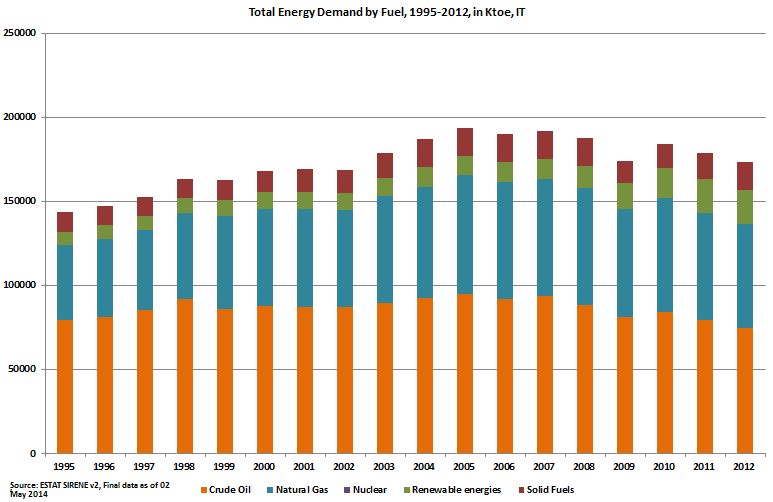 Total Energy Demand by Fuel, 1995-2012, in Ktoe, IT
250000
200000
150000
100000
50000
0
1995 1996 1997 1998 1999 2000 2001 2002 2003 2004 2005 2006 2007 2008 2009 2010 2011 2012
Source: ESTAT SIRENE v2, Final data as of 02
May 2014
Crude Oil Natural Gas Nuclear Renewable energies Solid Fuels